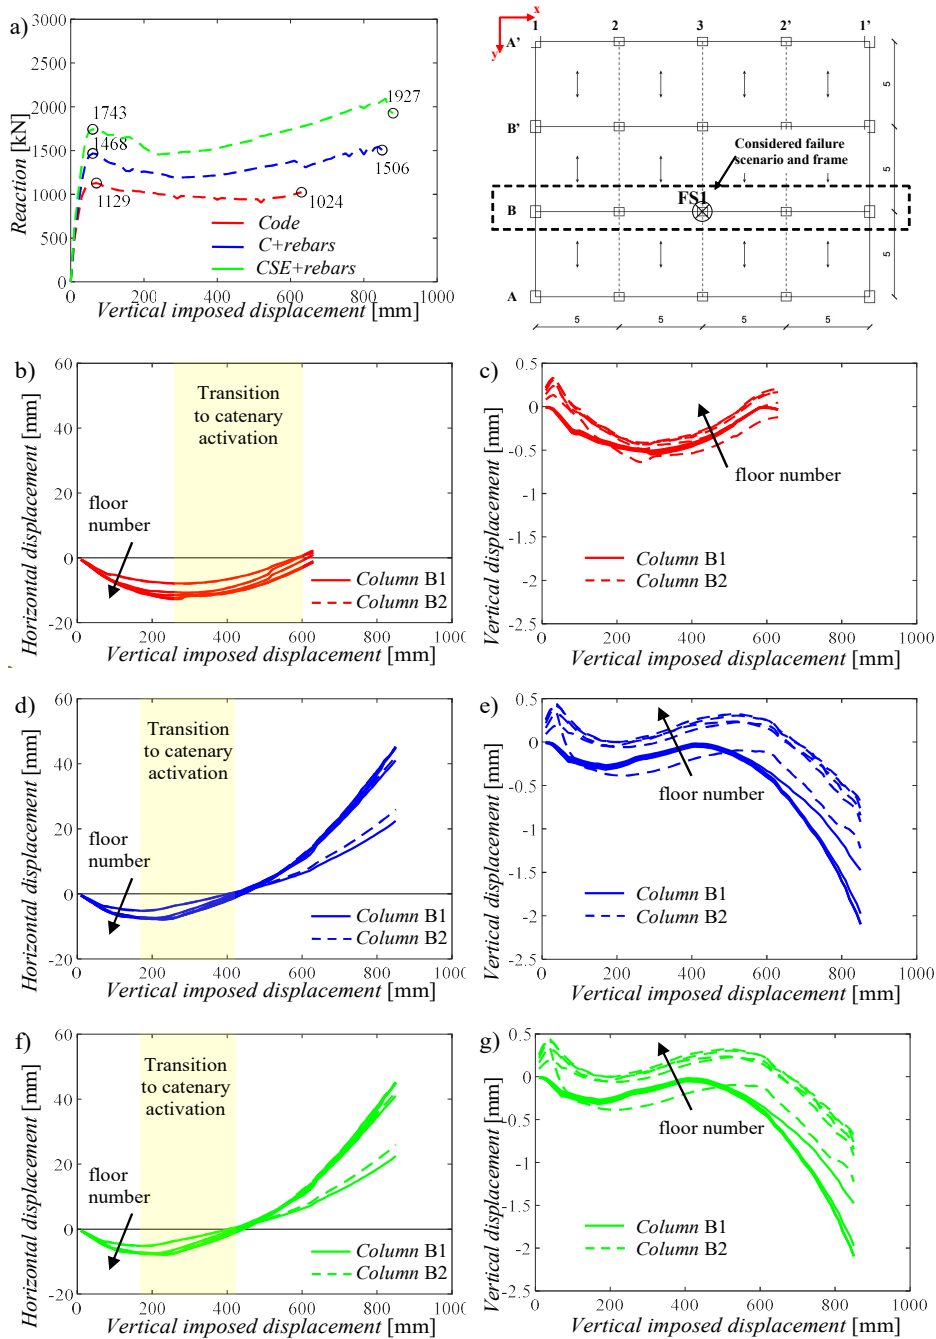 a)
3000
2500
2000
1500
1000
500
0
Reaction [kN]
1743
1468
1129
1927
1506
1024
Code
C+rebars
CSE+rebars
0 200 400 600 800 1000
Vertical imposed displacement [mm]
x
y
1 2 3 2' 1'
A'
B'
B
A
Considered failure
scenario and frame
FS1
5
5
5
5 5 5 5
b)
60
40
20
0
-20
Horizontal displacement [mm]
Transition
to catenary
activation
floor
number
Column B1
Column B2
0 200 400 600 800 1000
Vertical imposed displacement [mm]
c)
0.5
0
-0.5
-1
-1.5
-2
-2.5
Vertical displacement [mm]
floor number
Column B1
Column B2
0 200 400 600 800 1000
Vertical imposed displacement [mm]
d)
60
40
20
0
-20
Horizontal displacement [mm]
Transition
to catenary
activation
floor
number
Column B1
Column B2
0 200 400 600 800 1000
Vertical imposed displacement [mm]
e)
0.5
0
-0.5
-1
-1.5
-2
-2.5
Vertical displacement [mm]
floor number
Column B1
Column B2
0 200 400 600 800 1000
Vertical imposed displacement [mm]
f)
60
40
20
0
-20
Horizontal displacement [mm]
Transition
to catenary
activation
floor
number
Column B1
Column B2
0 200 400 600 800 1000
Vertical imposed displacement [mm]
g)
0.5
0
-0.5
-1
-1.5
-2
-2.5
Vertical displacement [mm]
floor number
Column B1
Column B2
0 200 400 600 800 1000
Vertical imposed displacement [mm]